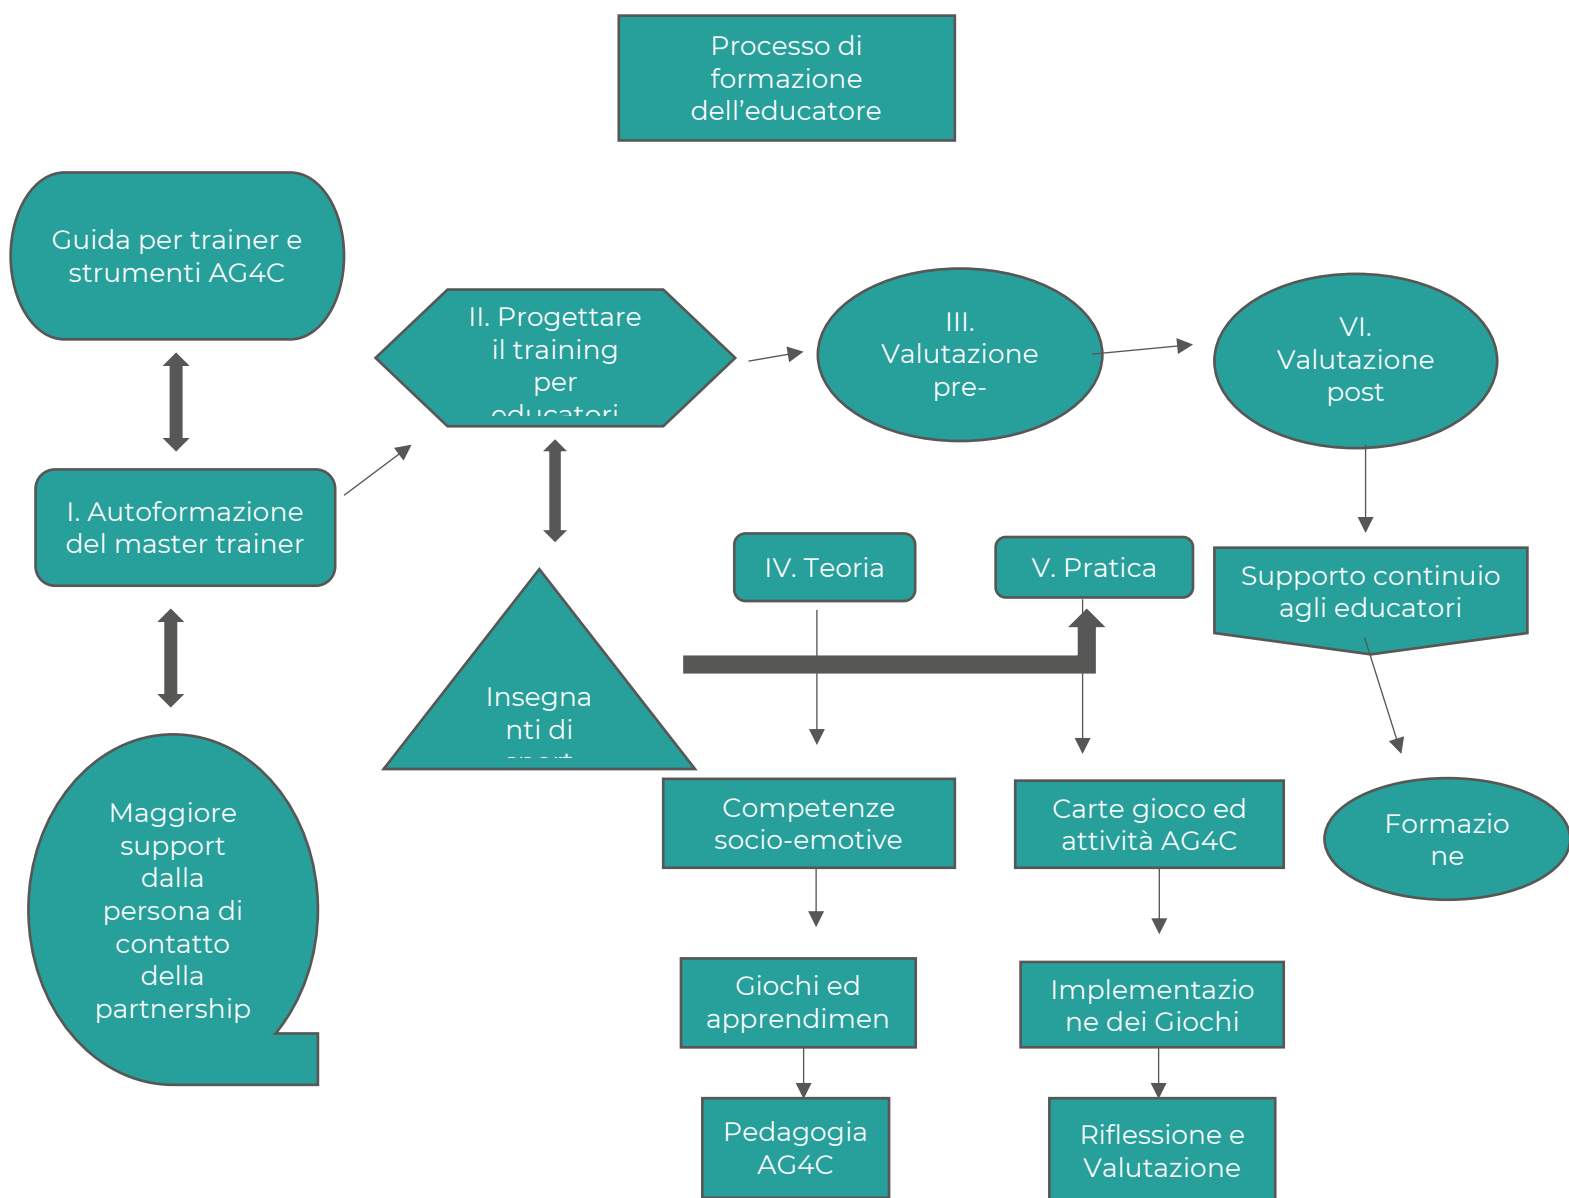 Processo di
formazione
dell'educatore
Guida per trainer e
strumenti AG4C
II. Progettare
il training
per
educatori
III.
Valutazione
pre-
VI.
Valutazione
post
I. Autoformazione
del master trainer
IV. Teoria
V. Pratica
Supporto continuio
agli educatori
Insegna
nti di
Maggiore
support
dalla
persona di
contatto
della
partnership
Competenze
socio-emotive
Carte gioco ed
attività AG4C
Formazio
ne
Giochi ed
apprendimen
Implementazio
ne dei Giochi
Pedagogia
AG4C
Riflessione e
Valutazione